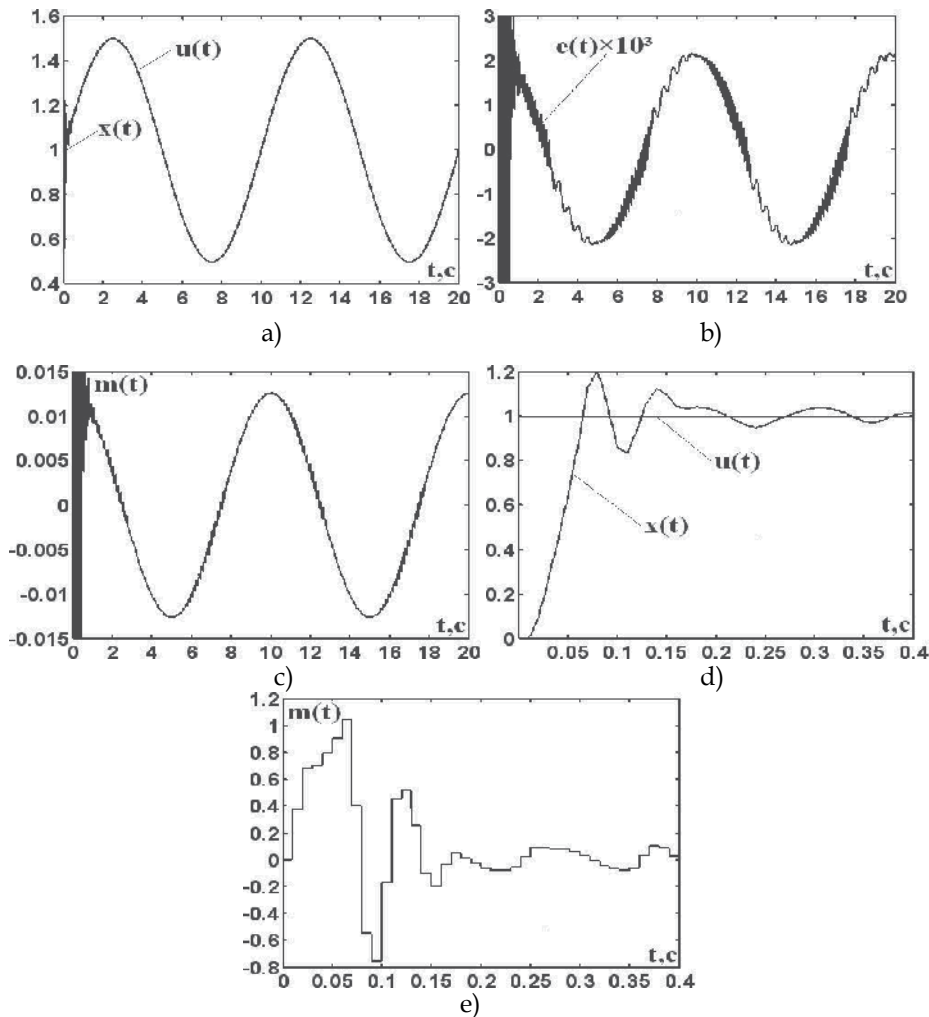 1.6
1.4
1.2
1
0.8
0.6
0.4
u(t)
x(t)
t,c
0 2 4 6 8 10 12 14 16 18 20
a)
3
2
1
0
-1
-2
-3
e(t)×10³
t,c
0 2 4 6 8 10 12 14 16 18 20
b)
0.015
0.01
0.005
0
-0.005
-0.01
-0.015
m(t)
t,c
0 2 4 6 8 10 12 14 16 18 20
c)
1.2
1
0.8
0.6
0.4
0.2
0
u(t)
x(t)
t,c
0.05 0.1 0.15 0.2 0.25 0.3 0.35 0.4
d)
1.2
1
0.8
0.6
0.4
0.2
0
-0.2
-0.4
-0.6
-0.8
m(t)
t,c
0 0.05 0.1 0.15 0.2 0.25 0.3 0.35 0.4
e)